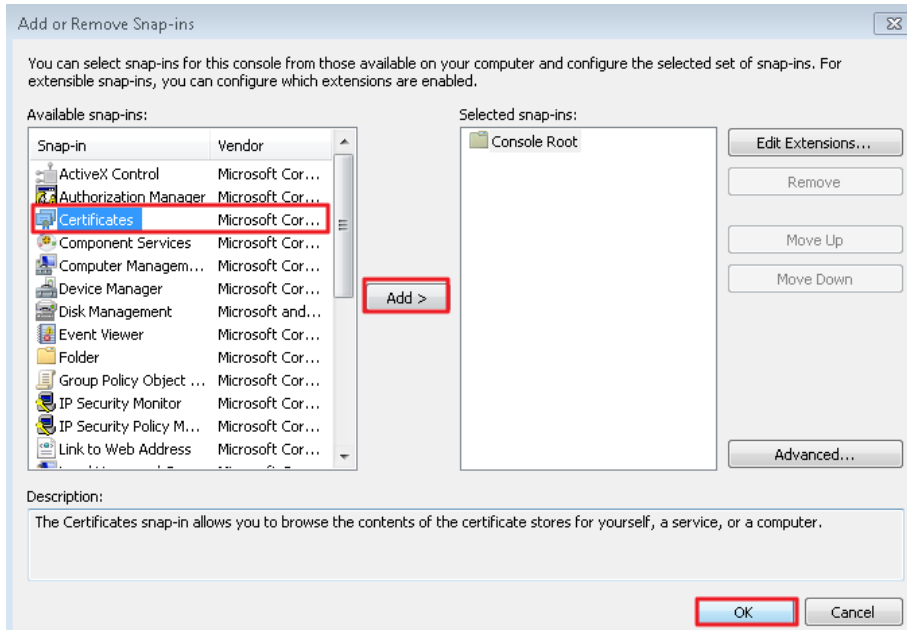 Add or Remove Snap-ins
You can select snap-ins for this console from those available on your computer and configure the selected set of snap-ins. For
extensible snap-ins, you can configure which extensions are enabled.
Available snap-ins:
Selected snap-ins:
Snap-in Vendor
ActiveX Control Microsoft Cor...
Authorization Manager Microsoft Cor...
Certificates Microsoft Cor...
Component Services Microsoft Cor...
Computer Managem... Microsoft Cor...
Device Manager Microsoft Cor...
Disk Management Microsoft and...
Event Viewer Microsoft Cor...
Folder Microsoft Cor...
Group Policy Object ... Microsoft Cor...
IP Security Monitor Microsoft Cor...
IP Security Policy M... Microsoft Cor...
Link to Web Address Microsoft Cor...
Add >
Console Root
Edit Extensions...
Remove
Move Up
Move Down
Advanced...
Description:
The Certificates snap-in allows you to browse the contents of the certificate stores for yourself, a service, or a computer.
OK Cancel